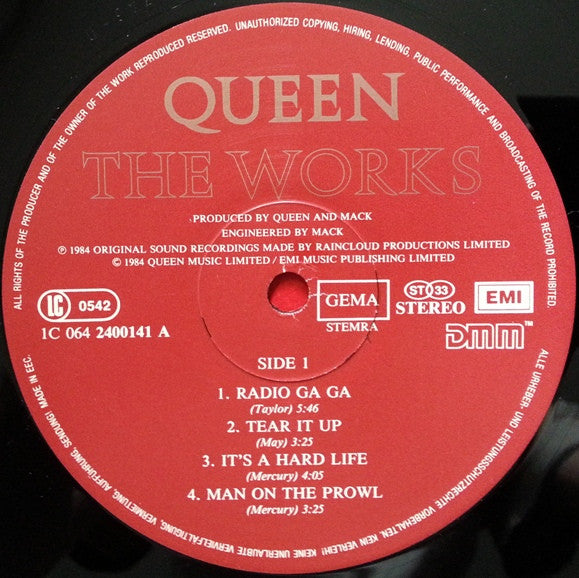 ALL RIGHTS OF THE PRODUCER AND OF THE OWNER OF THE WORK REPRODUCED RESERVED. UNAUTHORIZED COPYING, HIRING, LENDING, PUBLIC PERFORMANCE AND BROADCASTING OF THE RECORD PROHIBITED.
QUEEN
THE WORKS
PRODUCED BY QUEEN AND MACK
ENGINEERED BY MACK
℗ 1984 ORIGINAL SOUND RECORDINGS MADE BY RAINCLOUD PRODUCTIONS LIMITED
© 1984 QUEEN MUSIC LIMITED / EMI MUSIC PUBLISHING LIMITED
LC 0542
1C 064 2400141 A
GEMA
STEMRA
ST 33
STEREO
EMI
DMM™
SIDE 1
1. RADIO GA GA
(Taylor) 5:46
2. TEAR IT UP
(May) 3:25
3. IT'S A HARD LIFE
(Mercury) 4:05
4. MAN ON THE PROWL
(Mercury) 3:25
ALLE URHEBER- UND LEISTUNGSSCHUTZRECHTE VORBEHALTEN. KEIN VERLEIH! KEINE UNERLAUBTE VERVIELFÄLTIGUNG, VERMIETUNG, AUFFÜHRUNG, SENDUNG! MADE IN EEC.